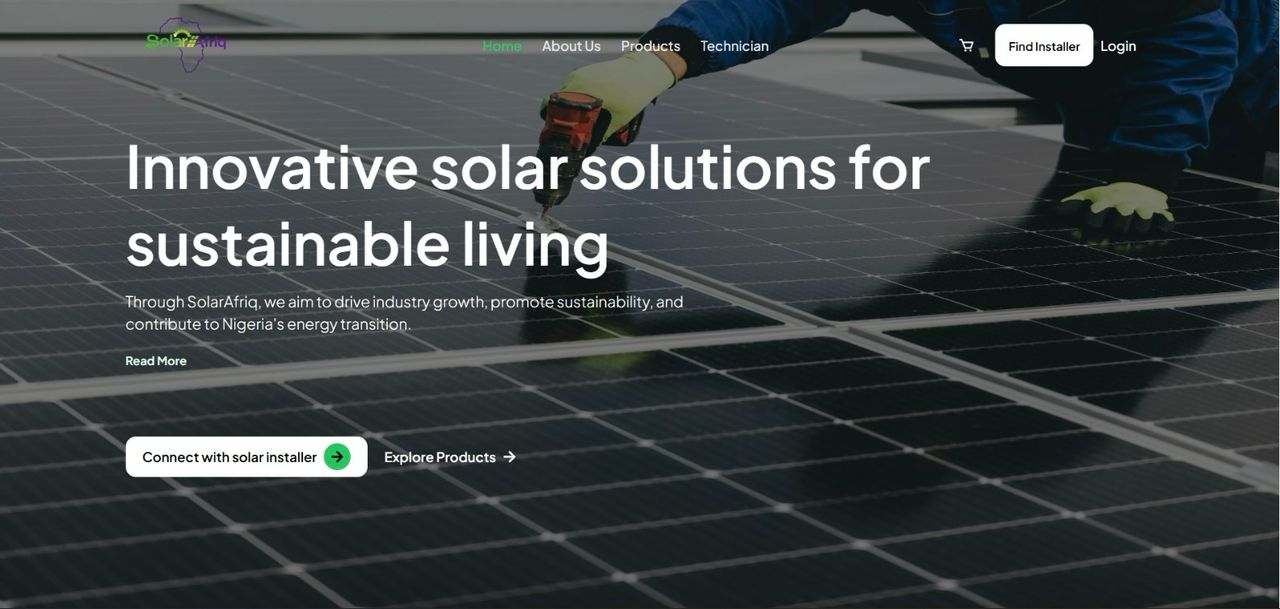 SolarAfriq
Home
About Us
Products
Technician
Find Installer
Login
Innovative solar solutions for
sustainable living
Through SolarAfriq, we aim to drive industry growth, promote sustainability, and
contribute to Nigeria's energy transition.
Read More
Connect with solar installer
Explore Products